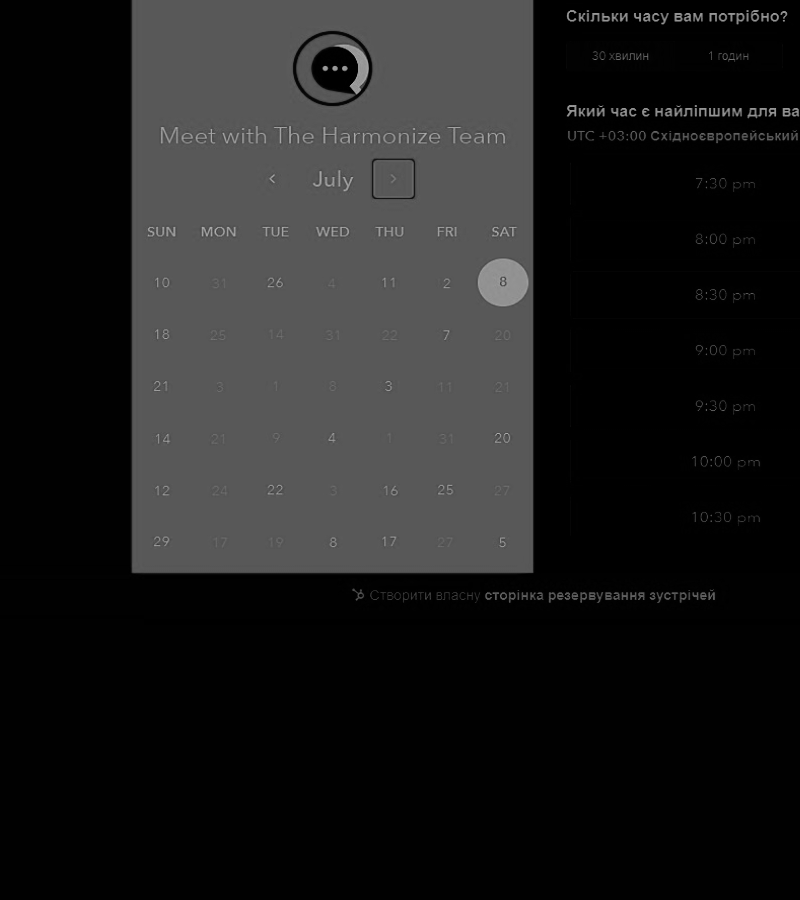 Meet with The Harmonize Team
July
SUN MON TUE WED THU FRI SAT
10 31 26 4 11 2 8
18 25 14 31 22 7 20
21 3 1 8 3 11 21
14 21 9 4 1 31 20
12 24 22 3 16 25 27
29 17 19 8 17 27 5
Скільки часу вам потрібно?
30 хвилин 1 годин
Який час є найліпшим для ва
UTC +03:00 Східноєвропейський
7:30 pm
8:00 pm
8:30 pm
9:00 pm
9:30 pm
10:00 pm
10:30 pm
Створити власну сторінка резервування зустрічей